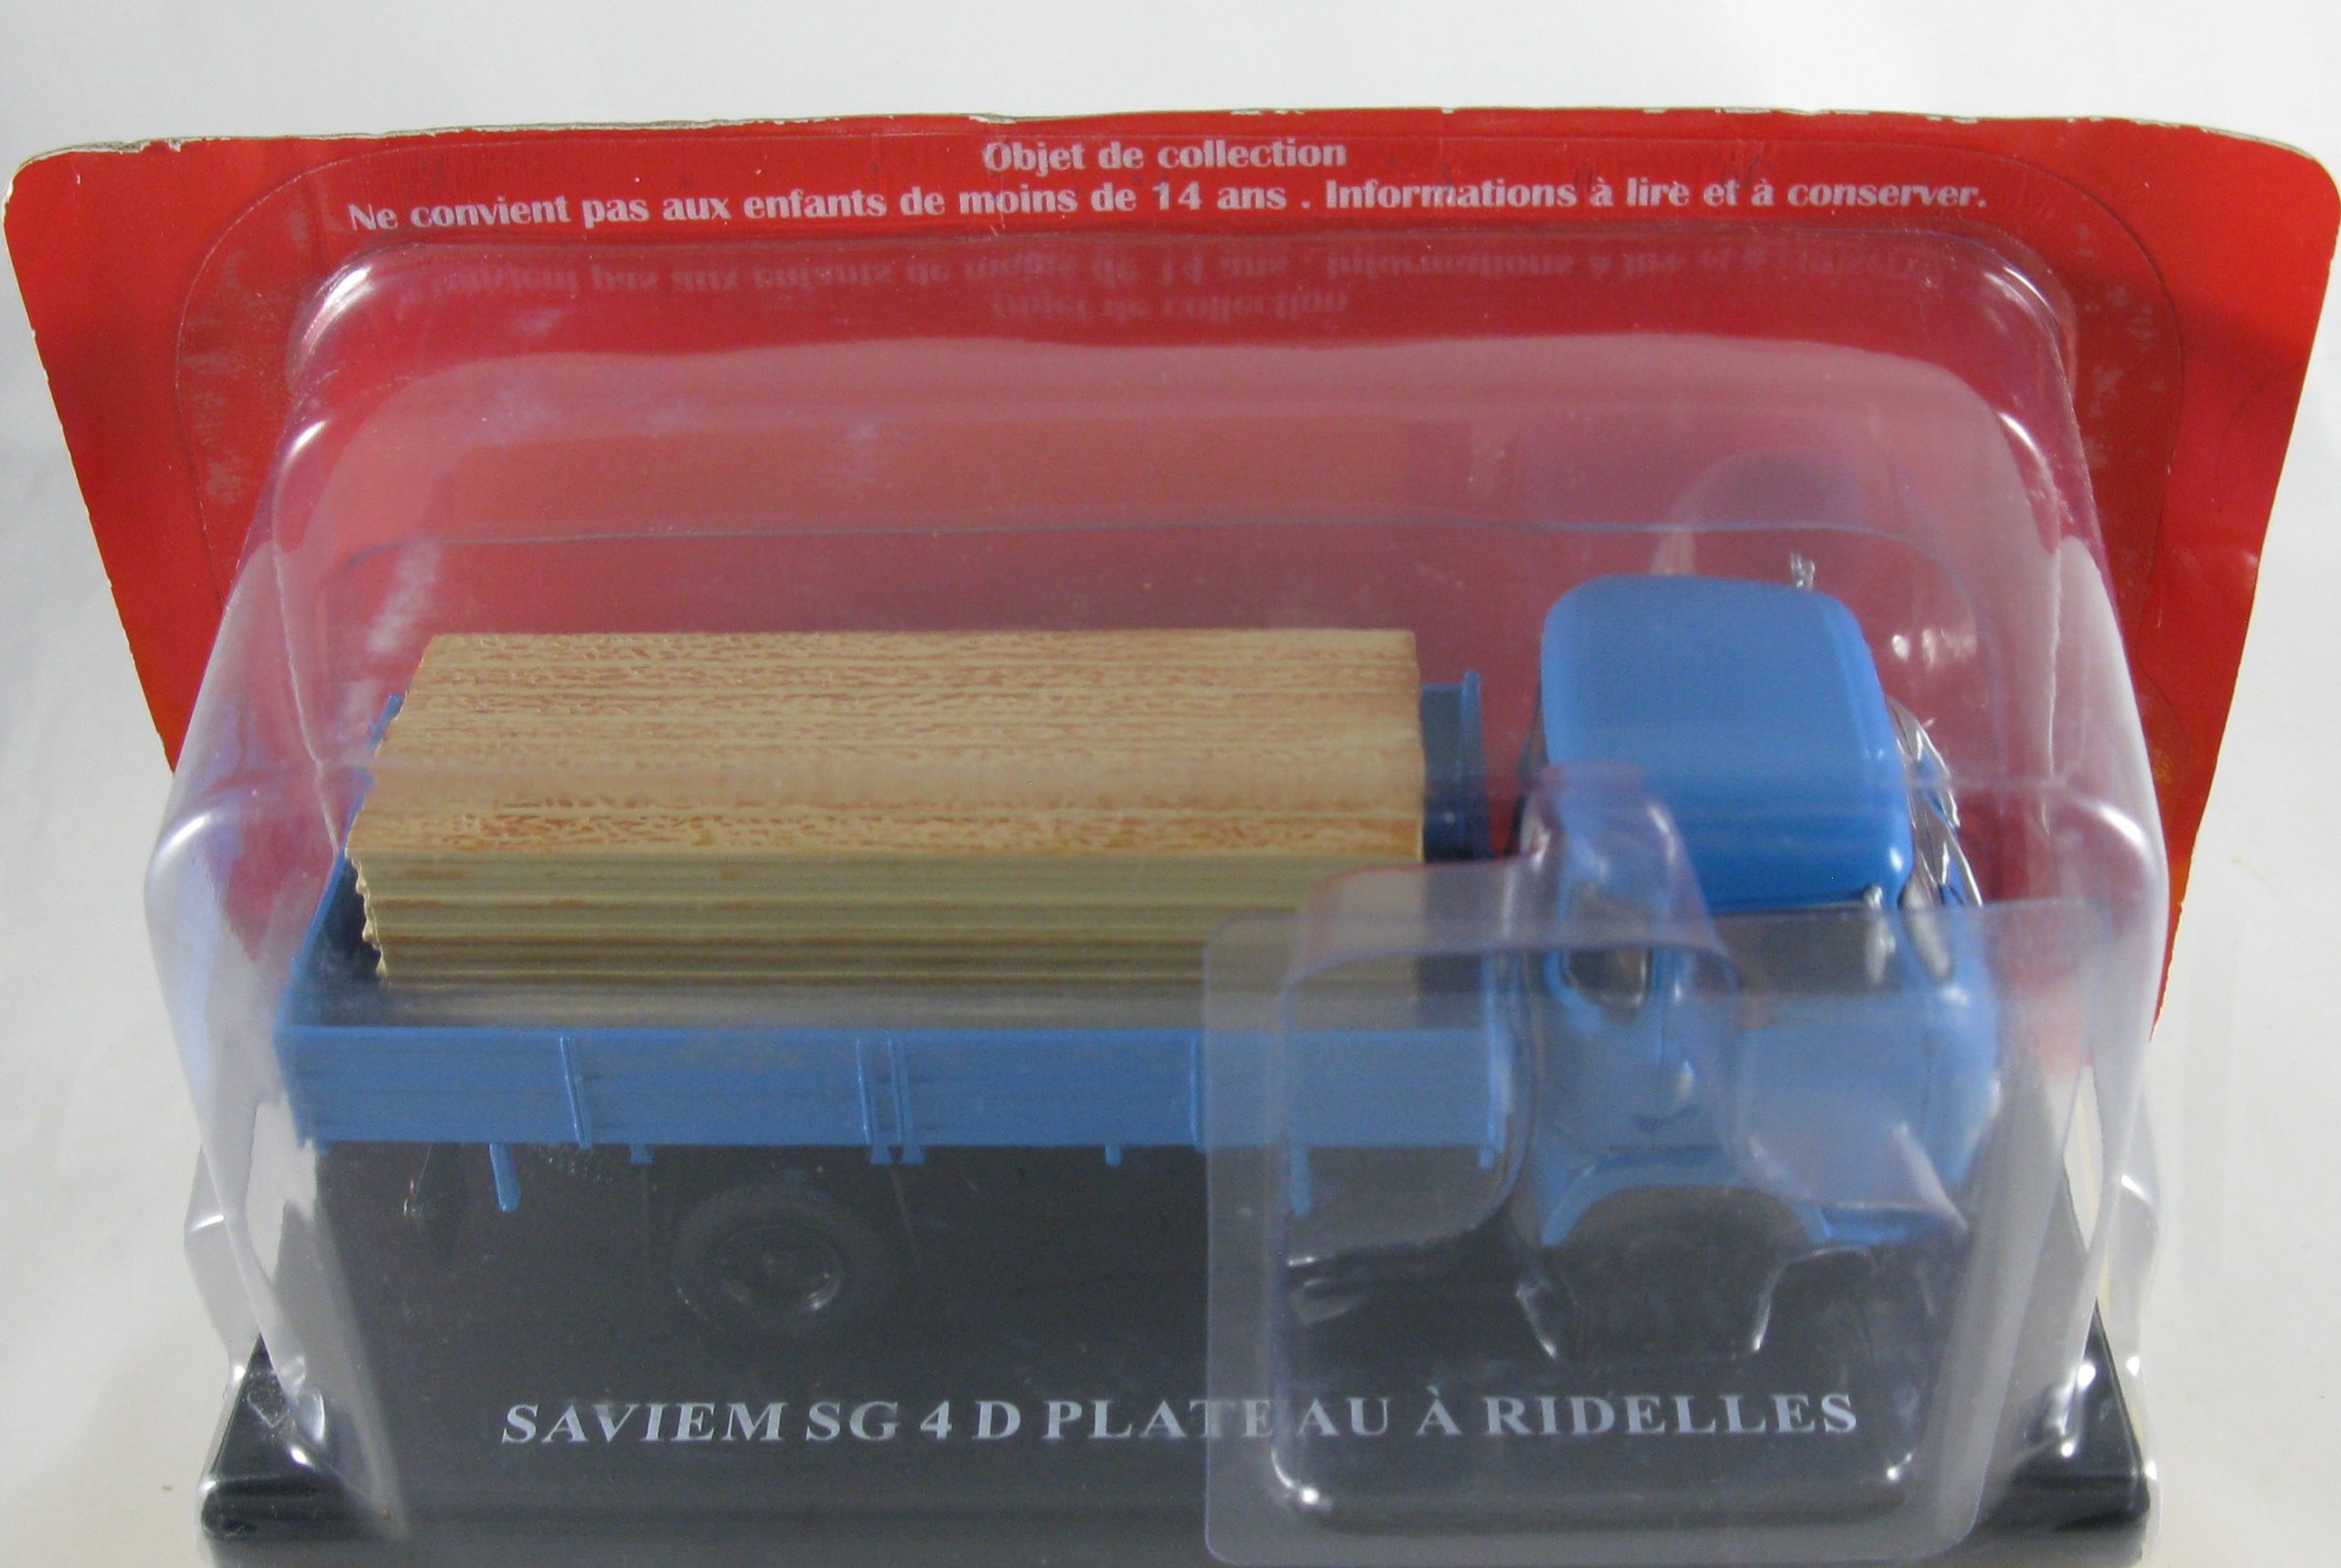 Objet de collection
Ne convient pas aux enfants de moins de 14 ans . Informations à lire et à conserver.
SAVIEM SG 4 D PLATEAU À RIDELLES